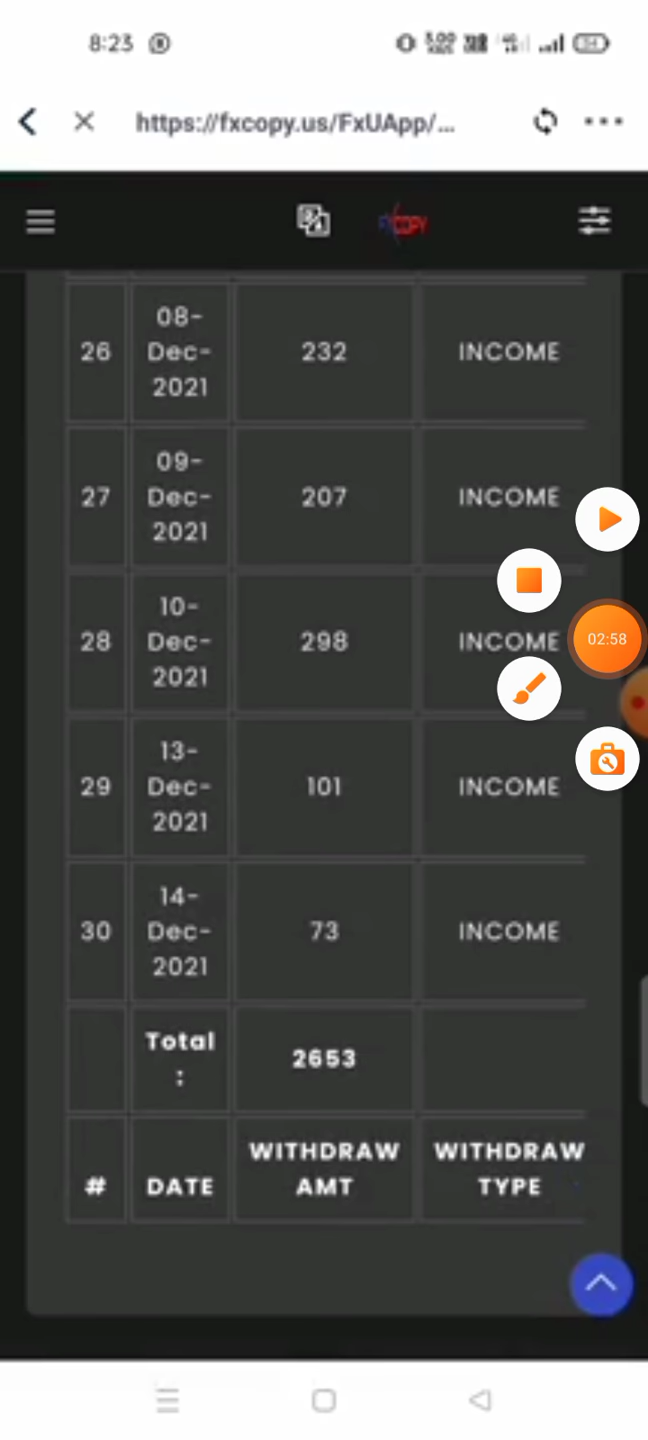 8:23
https://fxcopy.us/FxUApp/...
FXCOPY
26 08-Dec-2021 232 INCOME
27 09-Dec-2021 207 INCOME
28 10-Dec-2021 298 INCOME
02:58
29 13-Dec-2021 101 INCOME
30 14-Dec-2021 73 INCOME
Total : 2653
# DATE WITHDRAW AMT WITHDRAW TYPE